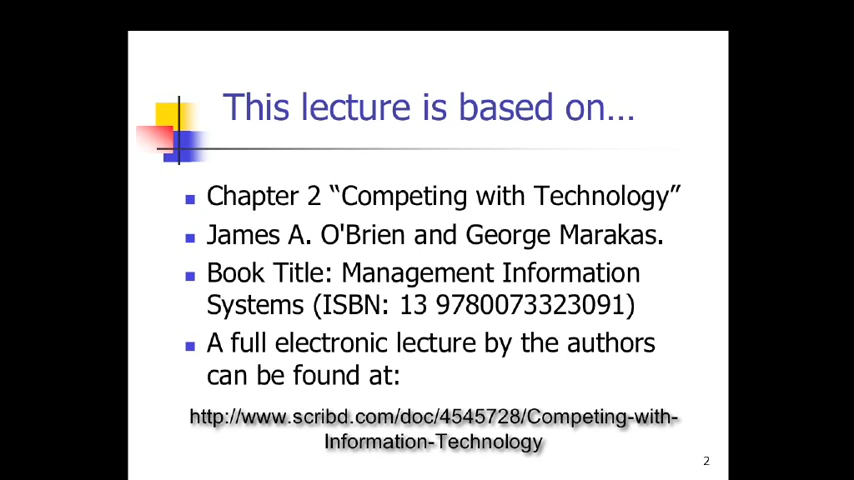 This lecture is based on…
Chapter 2 “Competing with Technology”
James A. O'Brien and George Marakas.
Book Title: Management Information
Systems (ISBN: 13 9780073323091)
A full electronic lecture by the authors
can be found at:
http://www.scribd.com/doc/4545728/Competing-with-
Information-Technology
2